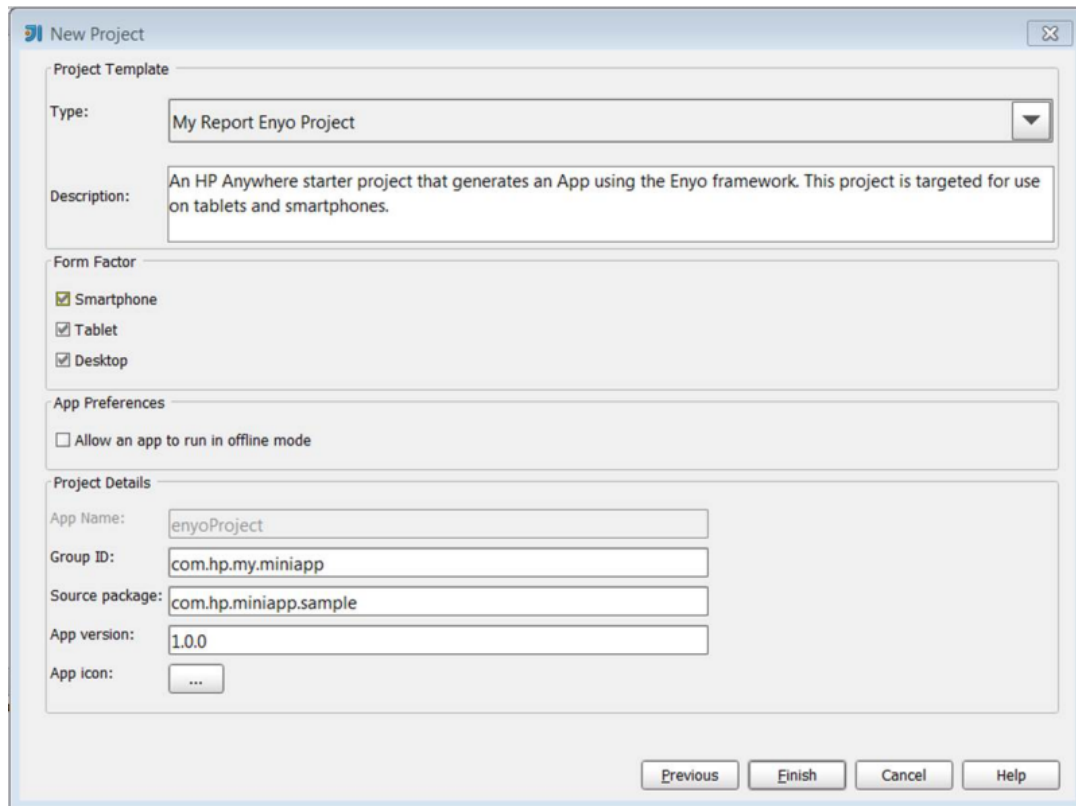 New Project
Project Template
Type:
My Report Enyo Project
Description:
An HP Anywhere starter project that generates an App using the Enyo framework. This project is targeted for use
on tablets and smartphones.
Form Factor
Smartphone
Tablet
Desktop
App Preferences
Allow an app to run in offline mode
Project Details
App Name:
enyoProject
Group ID:
com.hp.my.miniapp
Source package:
com.hp.miniapp.sample
App version:
1.0.0
App icon:
...
Previous
Finish
Cancel
Help